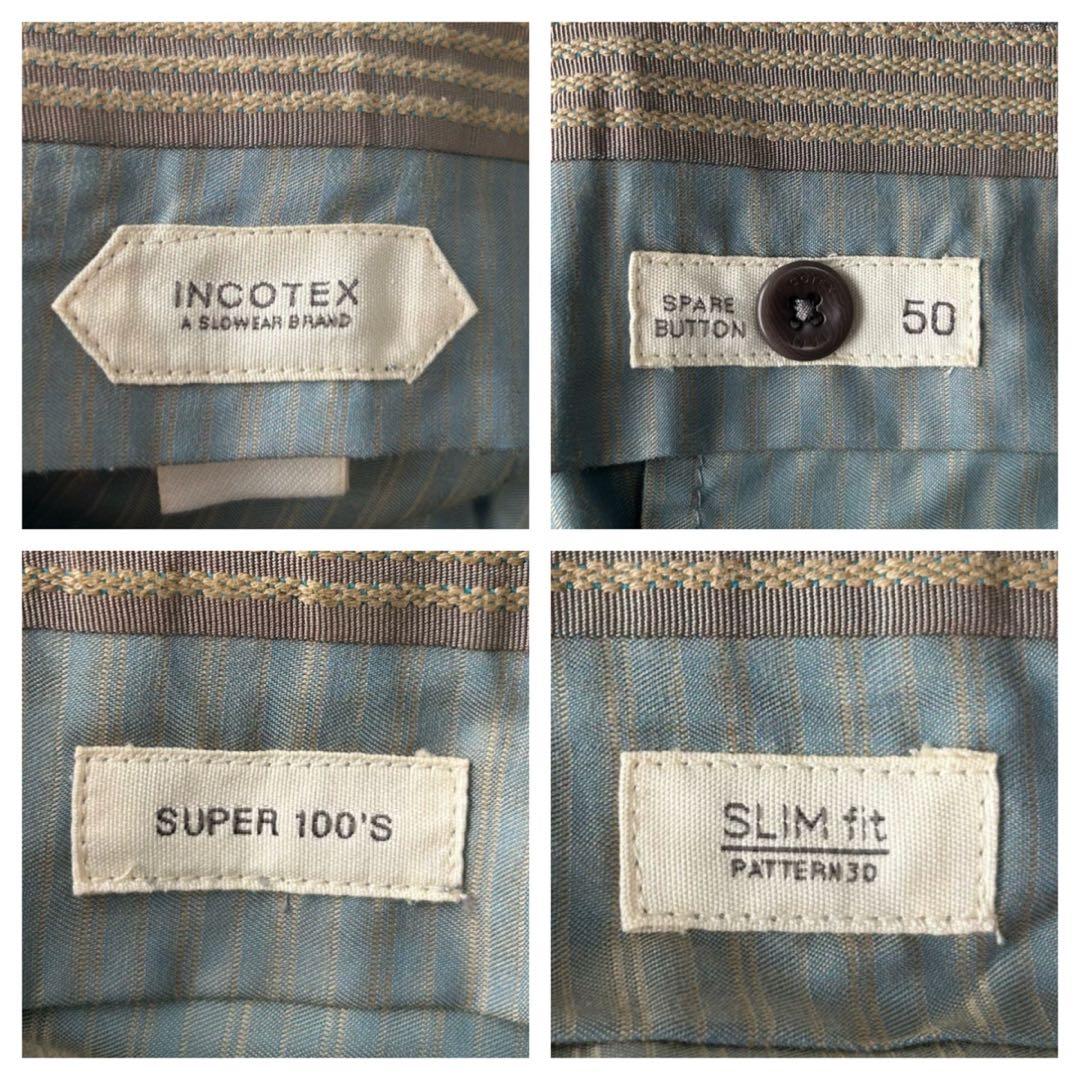 INCOTEX
A SLOWEAR BRAND
SPARE
BUTTON
50
SUPER 100'S
SLIM fit
PATTERN3D